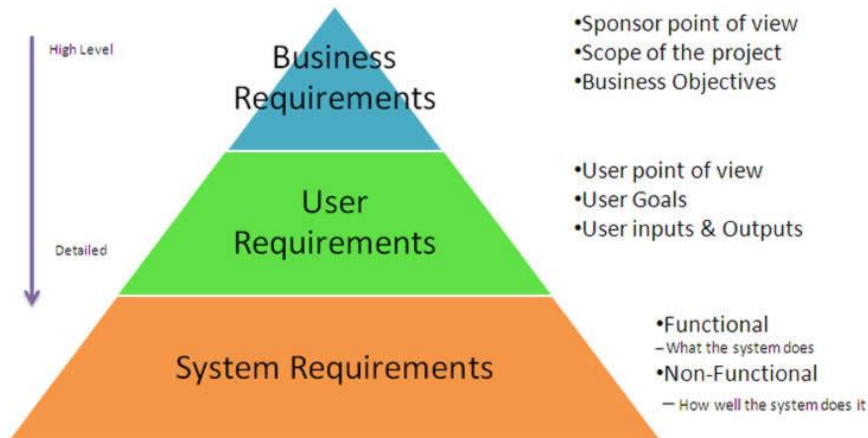 High Level
Detailed
Business
Requirements
User
Requirements
System Requirements
•Sponsor point of view
•Scope of the project
•Business Objectives
•User point of view
•User Goals
•User inputs & Outputs
•Functional
–What the system does
•Non-Functional
– How well the system does it